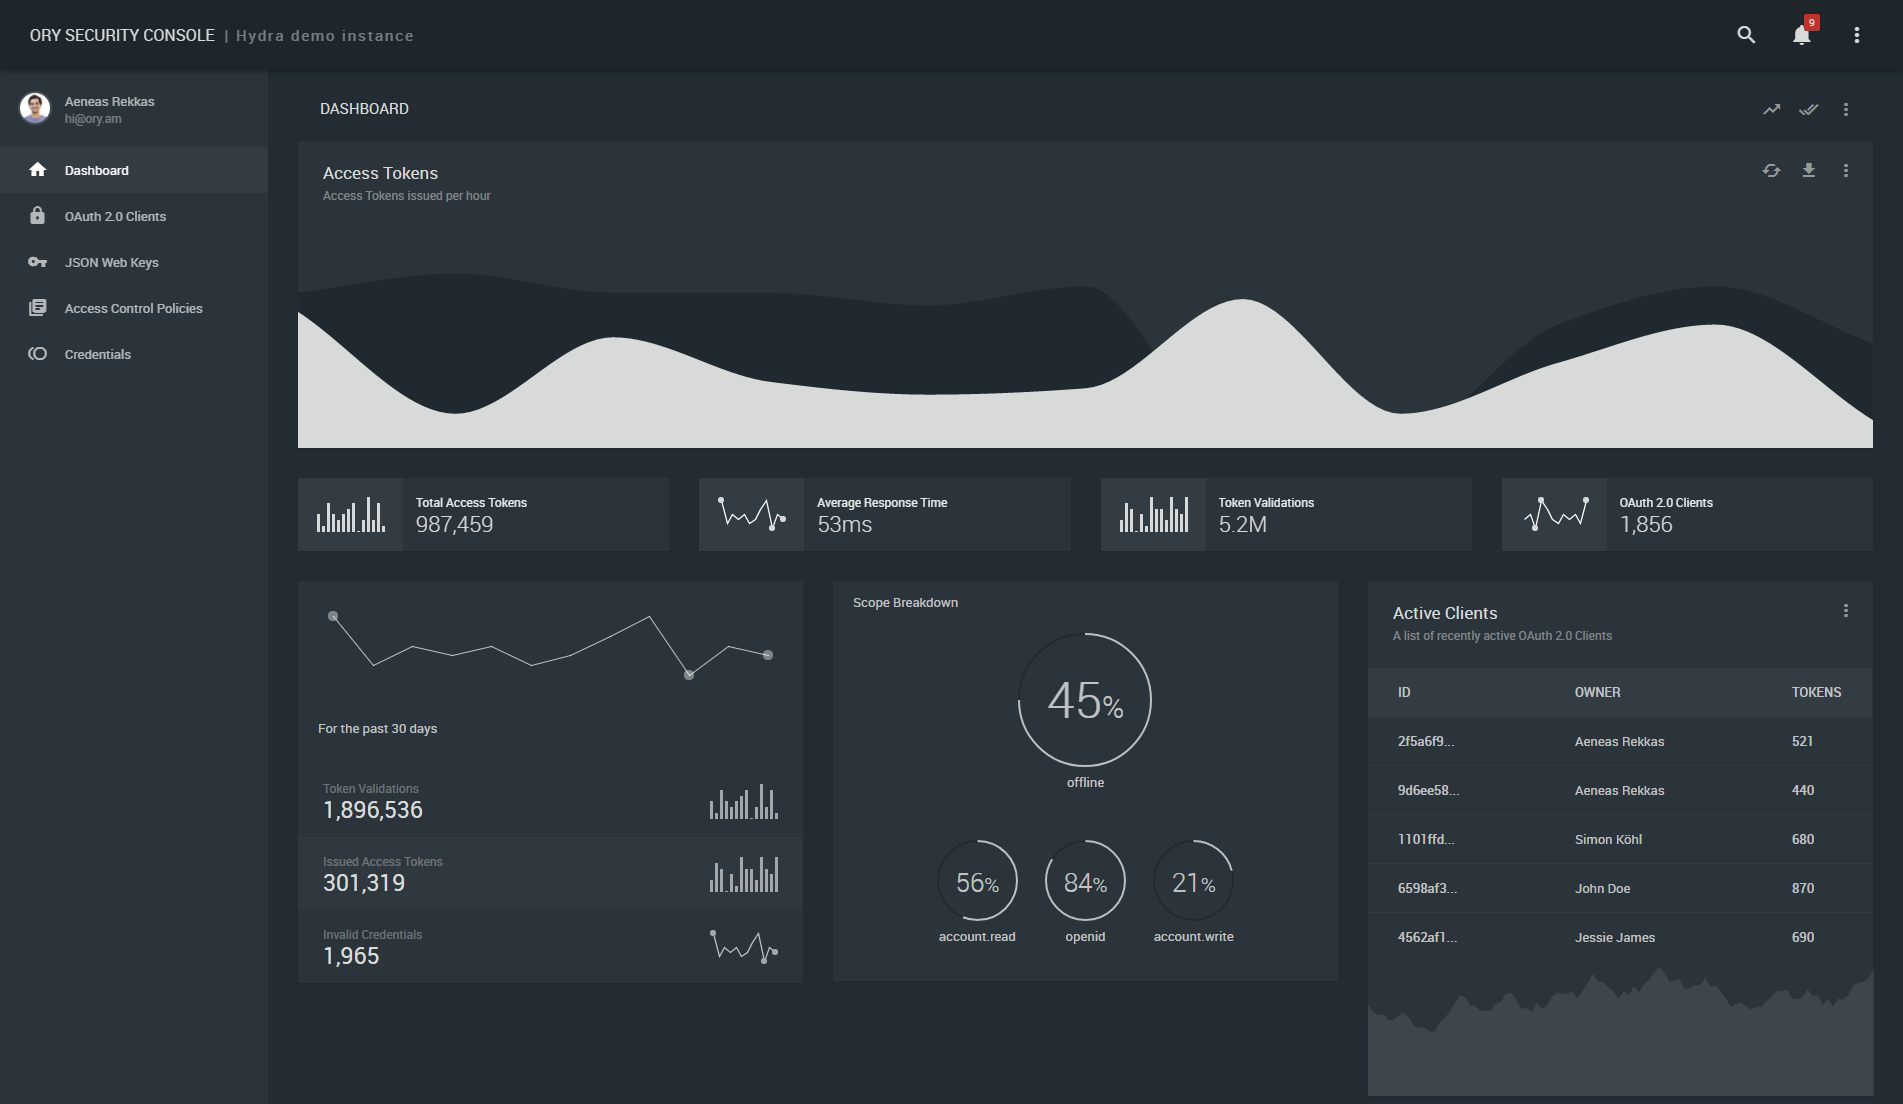 ORY SECURITY CONSOLE | Hydra demo instance
9
Aeneas Rekkas
hi@ory.am
Dashboard
OAuth 2.0 Clients
JSON Web Keys
Access Control Policies
Credentials
DASHBOARD
Access Tokens
Access Tokens issued per hour
Total Access Tokens
987,459
Average Response Time
53ms
Token Validations
5.2M
OAuth 2.0 Clients
1,856
For the past 30 days
Token Validations
1,896,536
Issued Access Tokens
301,319
Invalid Credentials
1,965
Scope Breakdown
45%
offline
56%
account.read
84%
openid
21%
account.write
Active Clients
A list of recently active OAuth 2.0 Clients
ID OWNER TOKENS
2f5a6f9... Aeneas Rekkas 521
9d6ee58... Aeneas Rekkas 440
1101ffd... Simon Köhl 680
6598af3... John Doe 870
4562af1... Jessie James 690